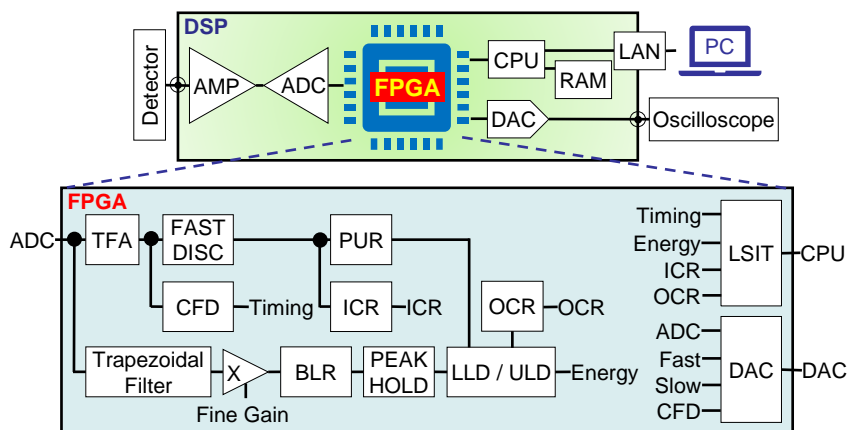 DSP
Detector
AMP
ADC
FPGA
CPU
RAM
LAN
PC
DAC
Oscilloscope
FPGA
ADC
TFA
FAST
DISC
PUR
CFD
Timing
ICR
ICR
OCR
OCR
Trapezoidal
Filter
X
Fine Gain
BLR
PEAK
HOLD
LLD / ULD
Energy
Timing
Energy
ICR
OCR
LSIT
CPU
ADC
Fast
Slow
CFD
DAC
DAC